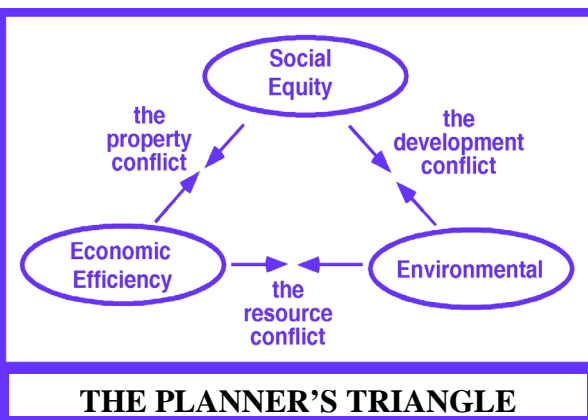 Social
Equity
the
property
conflict
the
development
conflict
Economic
Efficiency
Environmental
the
resource
conflict
THE PLANNER'S TRIANGLE